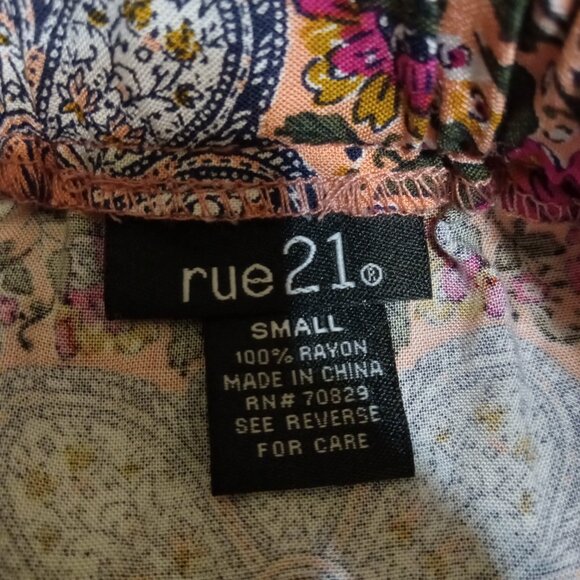 rue21®
SMALL
100% RAYON
MADE IN CHINA
RN# 70829
SEE REVERSE
FOR CARE